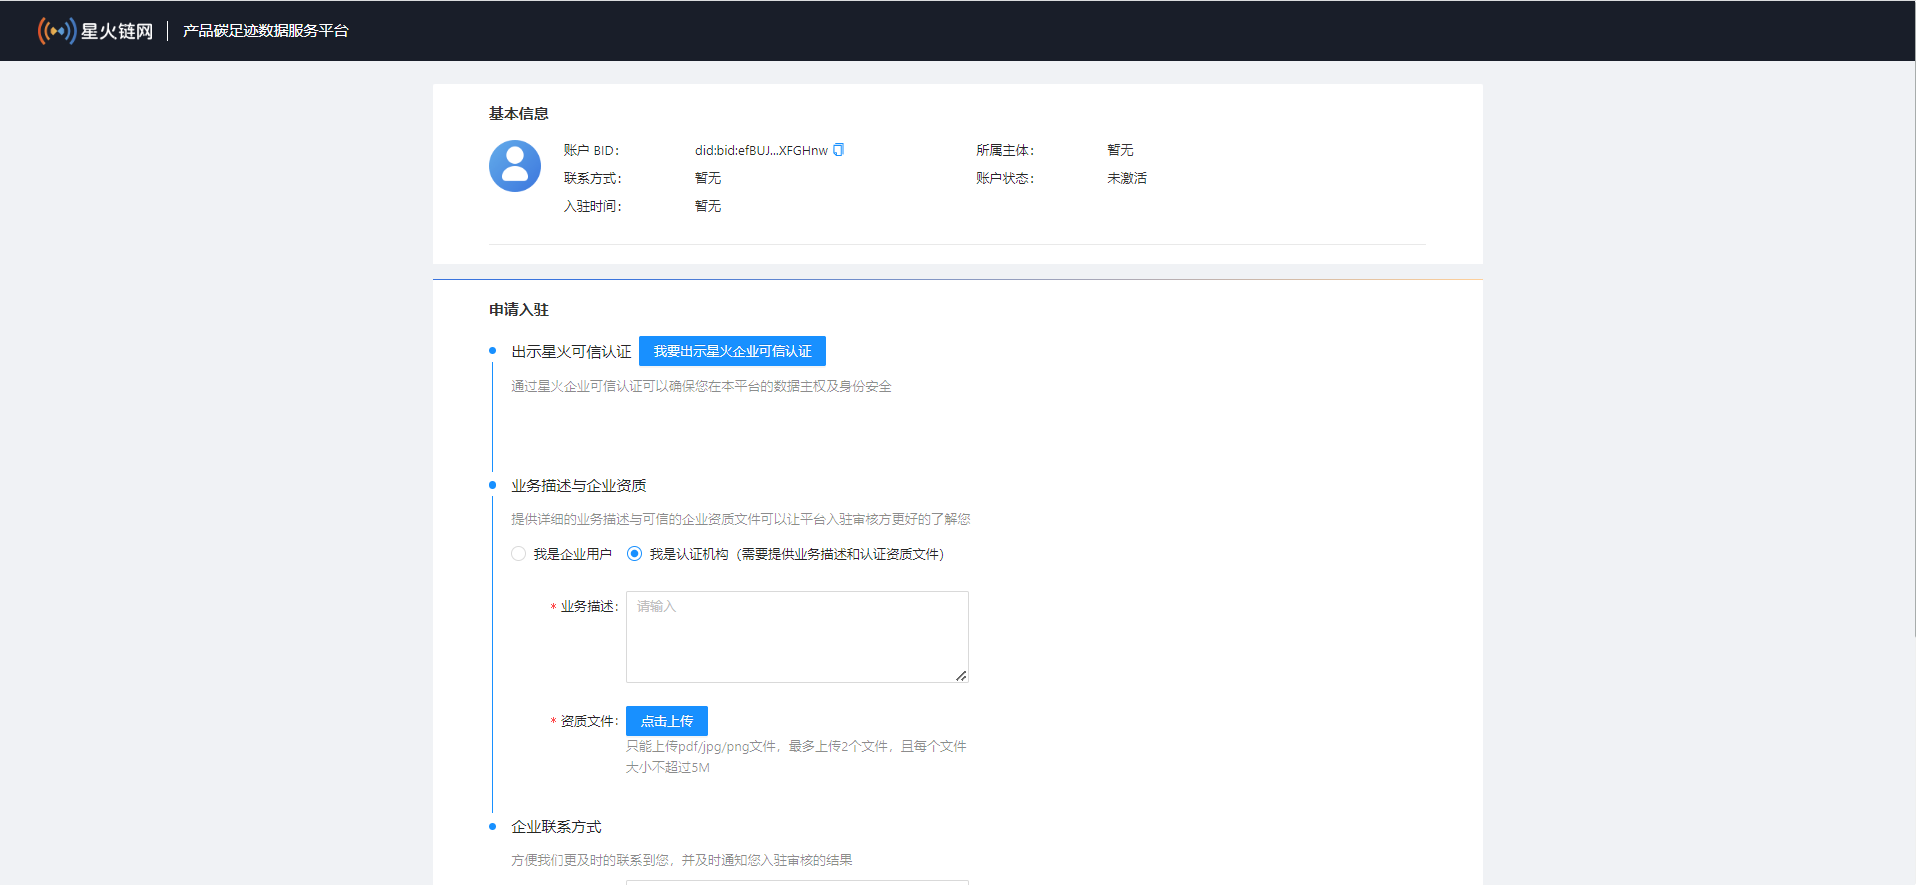 星火链网 产品碳足迹数据服务平台
基本信息
账户 BID: did:bid:efBUJ...XFGHnw 所属主体: 暂无
联系方式: 暂无 账户状态: 未激活
入驻时间: 暂无
申请入驻
出示星火可信认证 我要出示星火企业可信认证
通过星火企业可信认证可以确保您在本平台的数据主权及身份安全
业务描述与企业资质
提供详细的业务描述与可信的企业资质文件可以让平台入驻审核方更好的了解您
我是企业用户 我是认证机构（需要提供业务描述和认证资质文件）
* 业务描述: 请输入
* 资质文件: 点击上传
只能上传pdf/jpg/png文件，最多上传2个文件，且每个文件
大小不超过5M
企业联系方式
方便我们更及时的联系到您，并及时通知您入驻审核的结果